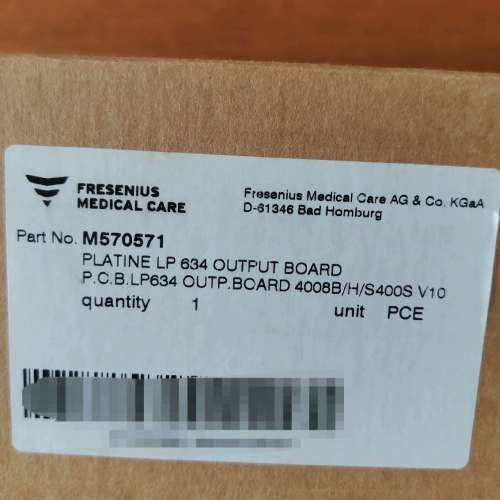 FRESENIUS
MEDICAL CARE
Fresenius Medical Care AG & Co. KGaA
D-61346 Bad Homburg
Part No. M570571
PLATINE LP 634 OUTPUT BOARD
P.C.B.LP634 OUTP.BOARD 4008B/H/S400S V10
quantity 1 unit PCE